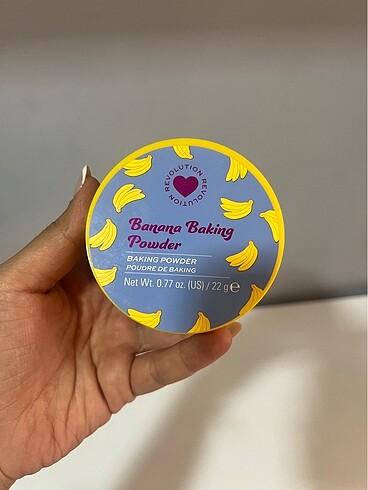 REVOLUTION REVOLUTION
Banana Baking
Powder
BAKING POWDER
POUDRE DE BAKING
Net Wt. 0.77 oz. (US) / 22 g ℮